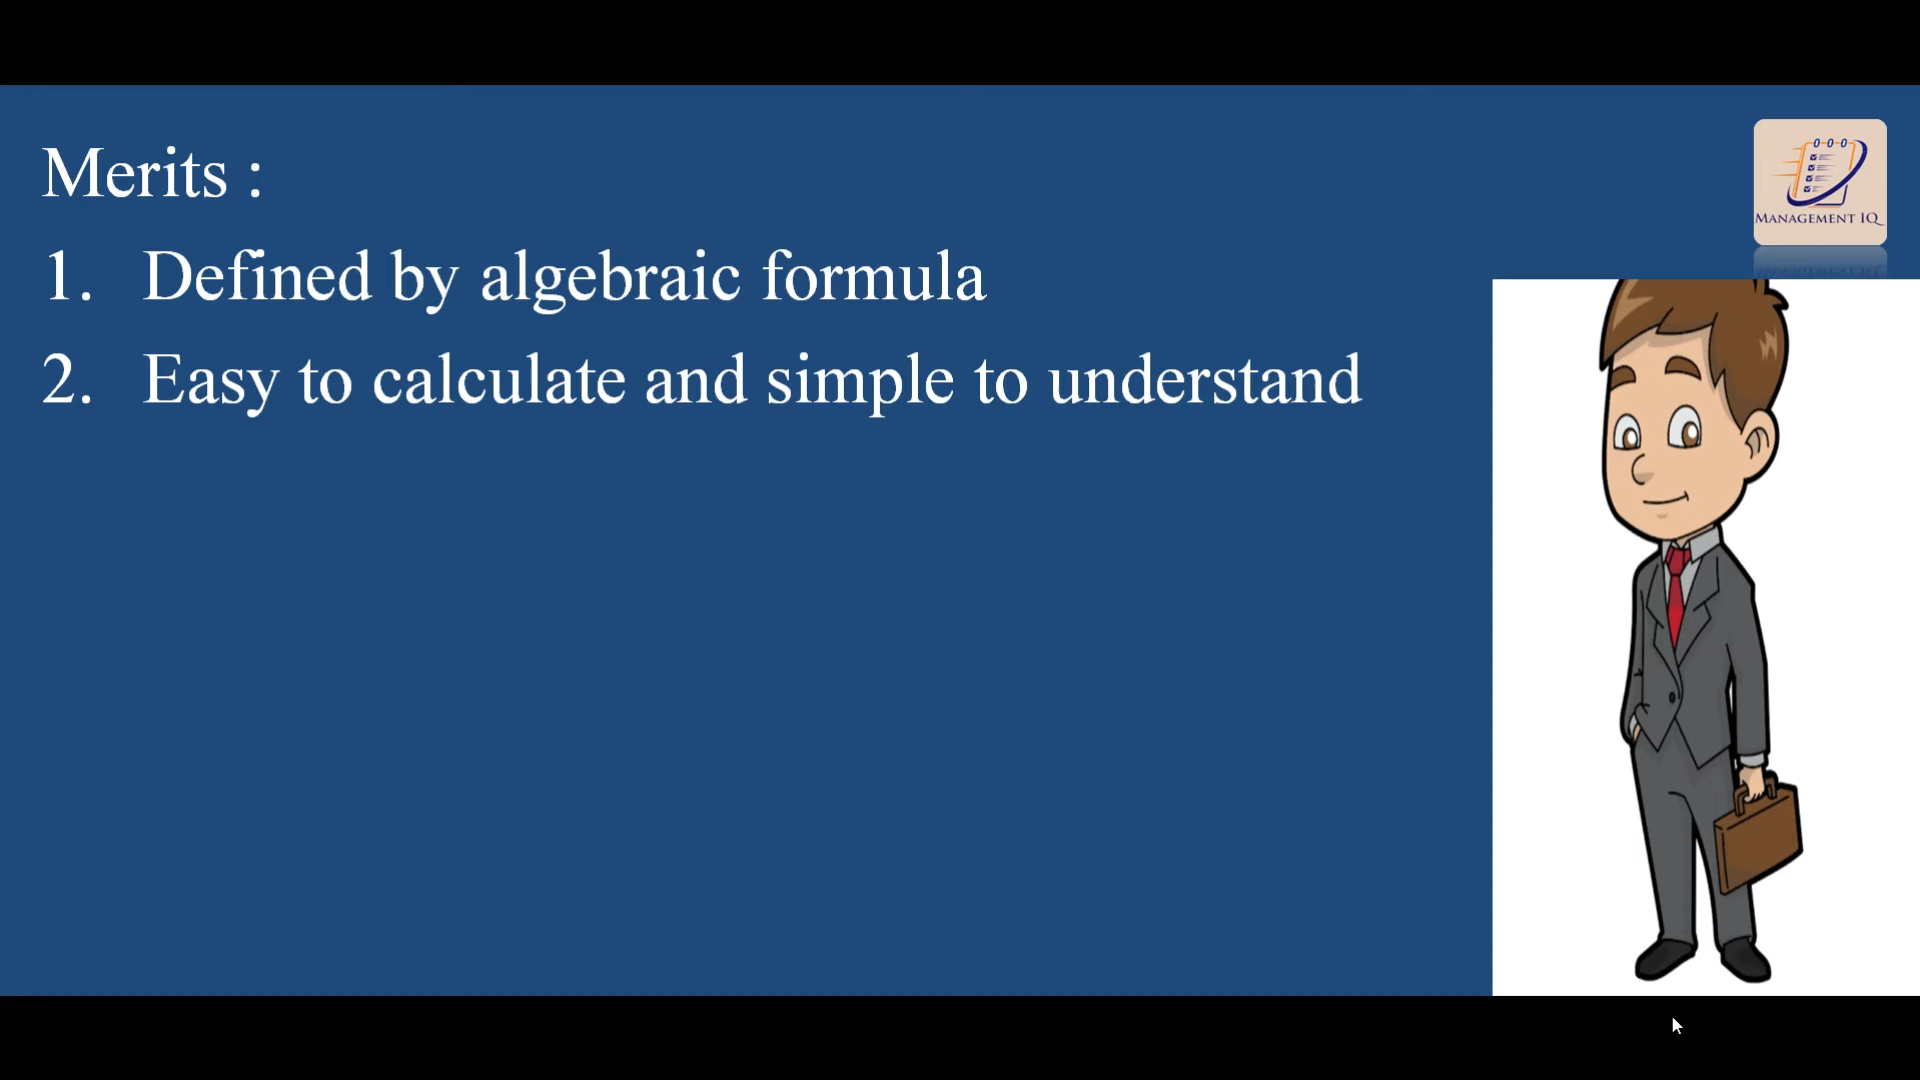 Merits :
1. Defined by algebraic formula
2. Easy to calculate and simple to understand
MANAGEMENT IQ